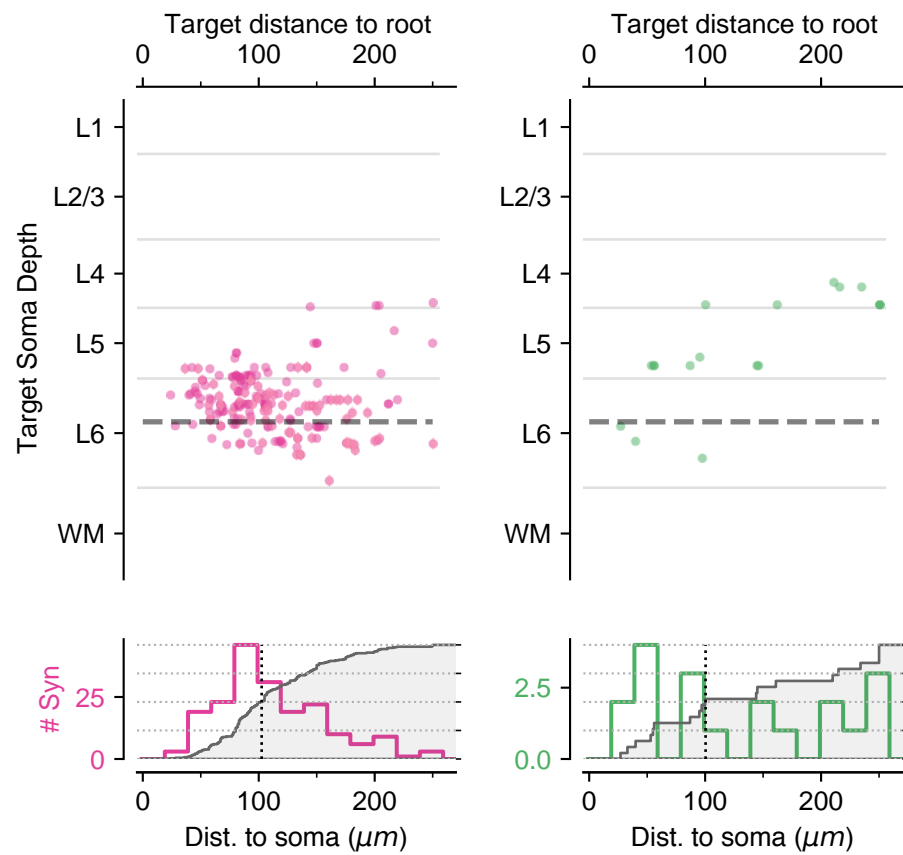 Target distance to root
0 100 200
Target distance to root
0 100 200
Target Soma Depth
L1
L2/3
L4
L5
L6
WM
L1
L2/3
L4
L5
L6
WM
# Syn
25
0
0 100 200
Dist. to soma (μm)
2.5
0.0
0 100 200
Dist. to soma (μm)